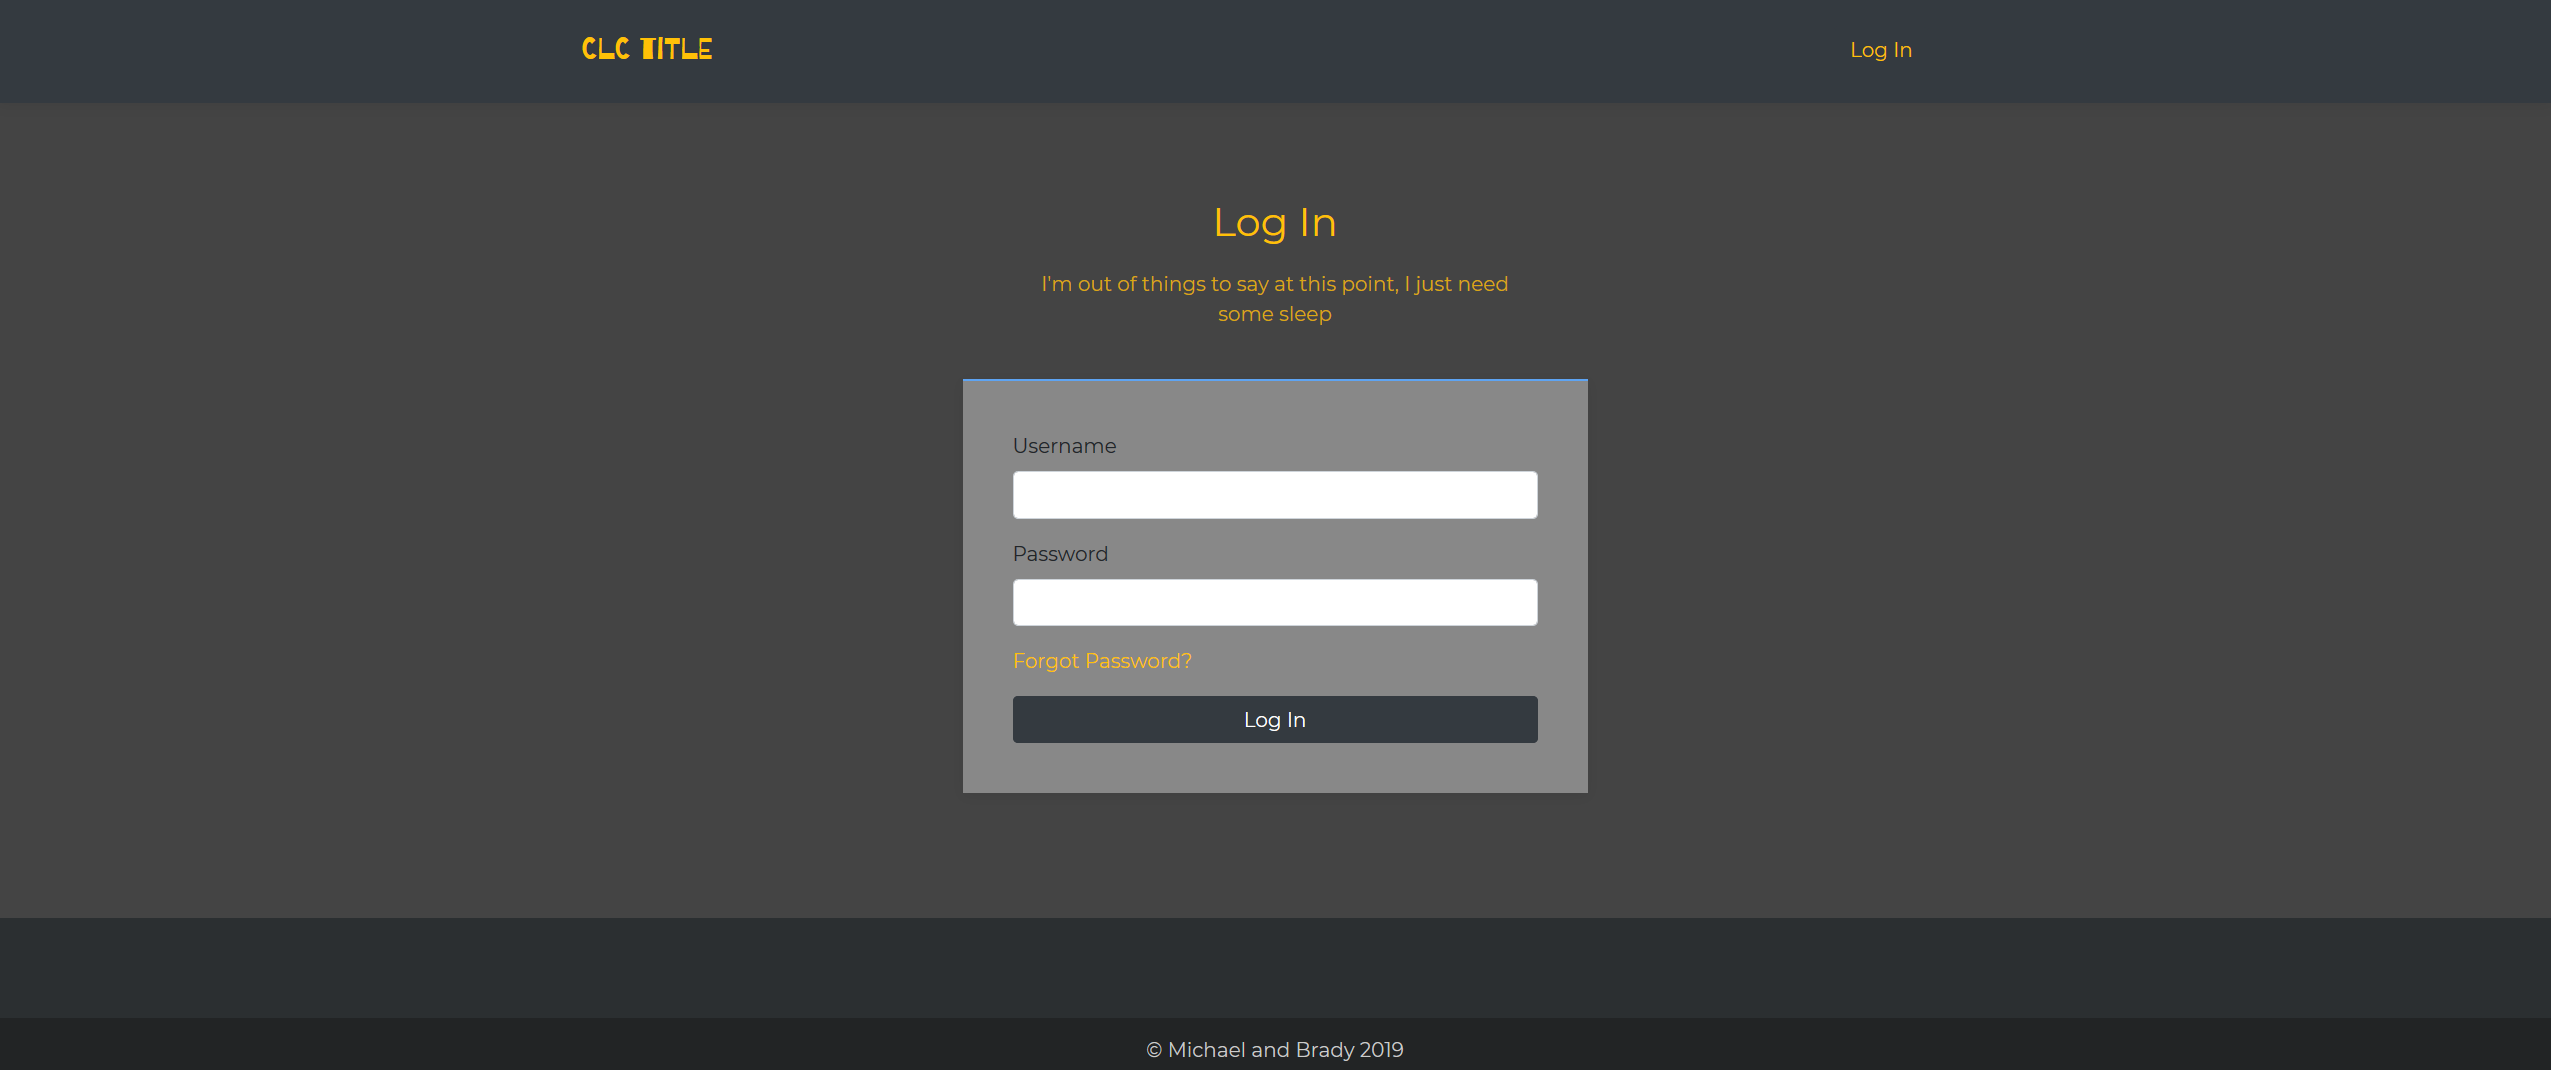 CLC TITLE
Log In
Log In
I'm out of things to say at this point, I just need
some sleep
Username
Password
Forgot Password?
Log In
© Michael and Brady 2019